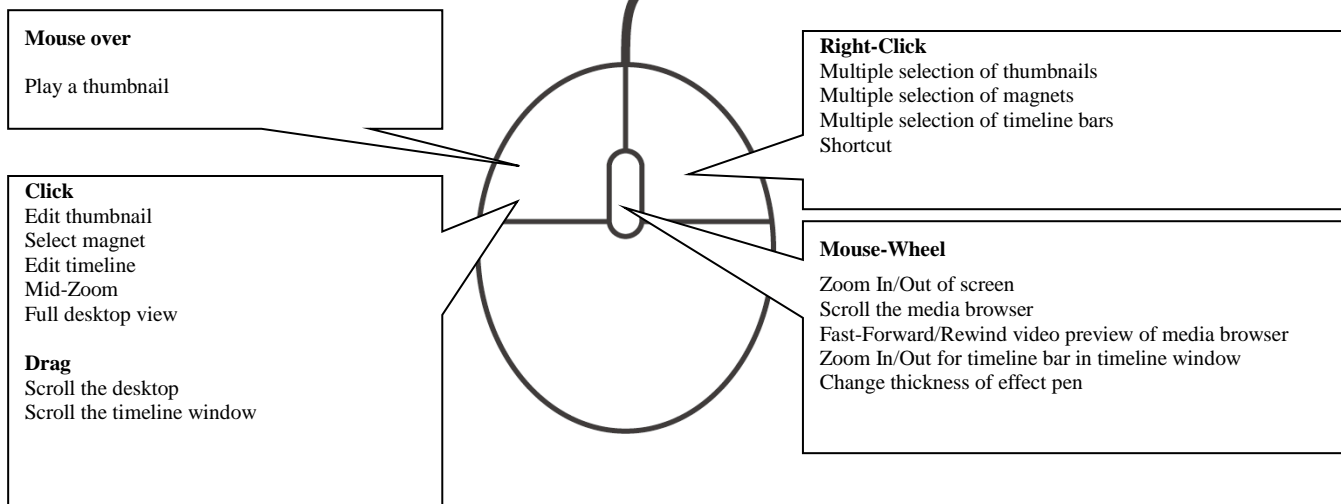 Mouse over
Play a thumbnail
Click
Edit thumbnail
Select magnet
Edit timeline
Mid-Zoom
Full desktop view
Drag
Scroll the desktop
Scroll the timeline window
Right-Click
Multiple selection of thumbnails
Multiple selection of magnets
Multiple selection of timeline bars
Shortcut
Mouse-Wheel
Zoom In/Out of screen
Scroll the media browser
Fast-Forward/Rewind video preview of media browser
Zoom In/Out for timeline bar in timeline window
Change thickness of effect pen